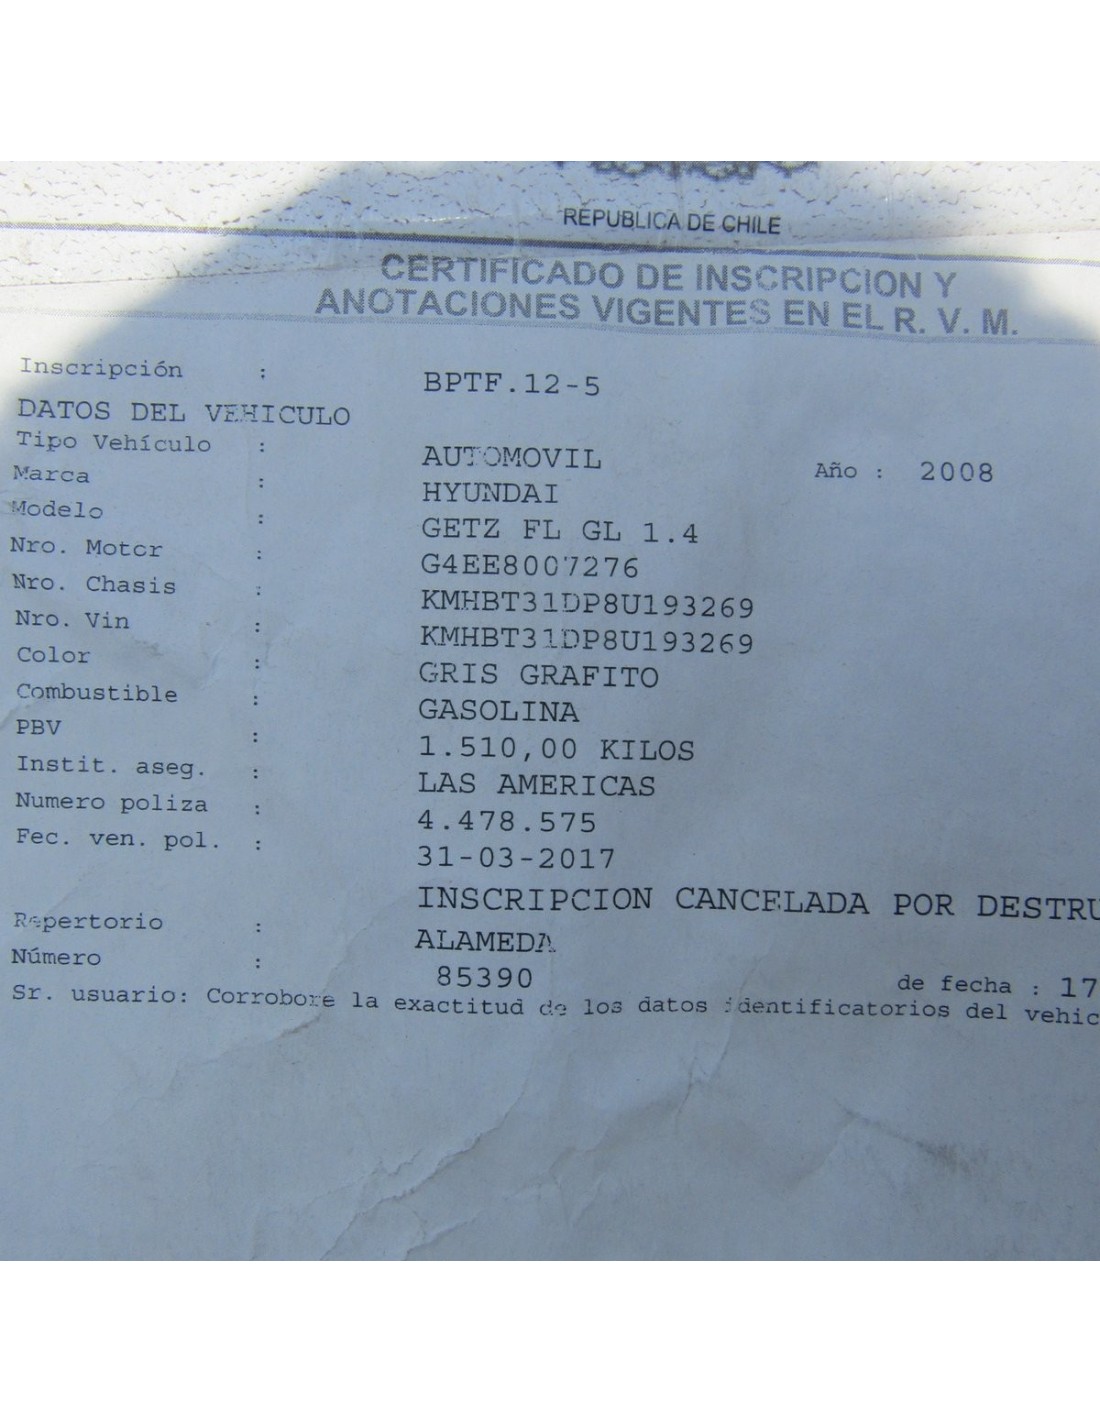 REPUBLICA DE CHILE
CERTIFICADO DE INSCRIPCION Y
ANOTACIONES VIGENTES EN EL R. V. M.
Inscripción : BPTF.12-5
DATOS DEL VEHICULO
Tipo Vehículo : AUTOMOVIL Año : 2008
Marca : HYUNDAI
Modelo : GETZ FL GL 1.4
Nro. Motor : G4EE8007276
Nro. Chasis : KMHBT31DP8U193269
Nro. Vin : KMHBT31DP8U193269
Color : GRIS GRAFITO
Combustible : GASOLINA
PBV : 1.510,00 KILOS
Instit. aseg. : LAS AMERICAS
Numero poliza : 4.478.575
Fec. ven. pol. : 31-03-2017
INSCRIPCION CANCELADA POR DESTRU
Repertorio : ALAMEDA
Número : 85390 de fecha : 17
Sr. usuario: Corrobore la exactitud de los datos identificatorios del vehic